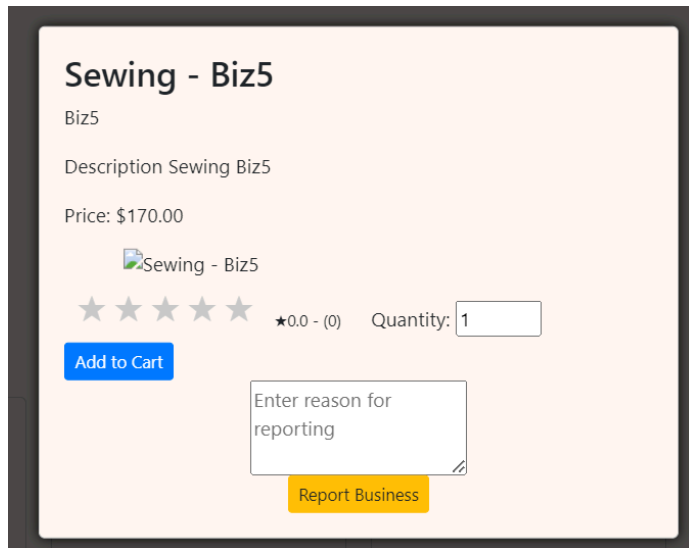 Sewing - Biz5
Biz5
Description Sewing Biz5
Price: $170.00
Sewing - Biz5
★★★★★ ★0.0 - (0) Quantity: 1
Add to Cart
Enter reason for
reporting
Report Business